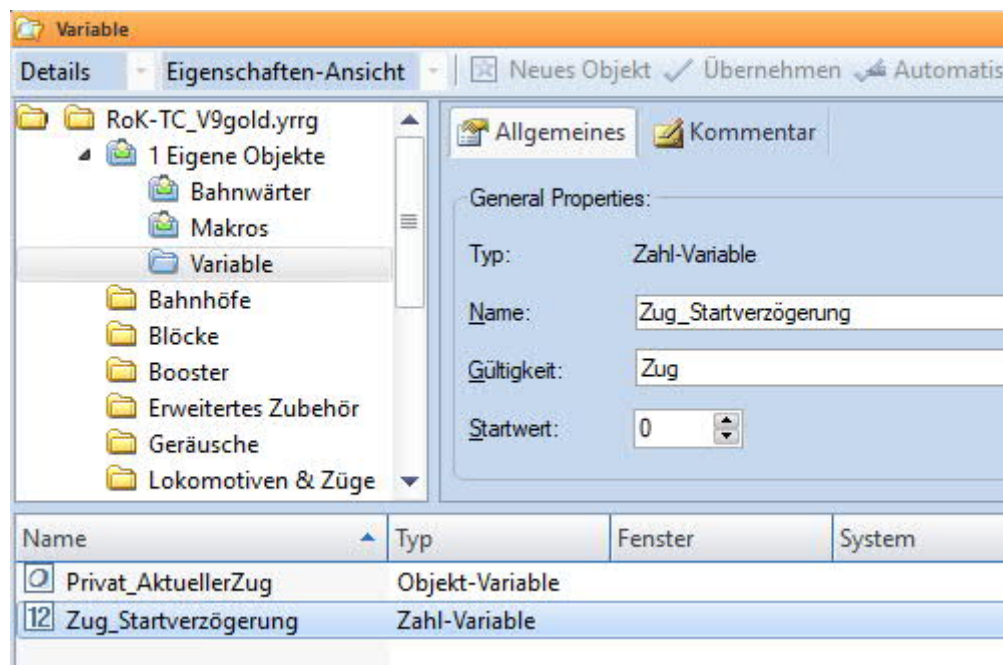 Variable
Details Eigenschaften-Ansicht Neues Objekt Übernehmen
RoK-TC_V9gold.yrrg
1 Eigene Objekte
Bahnwärter
Makros
Variable
Bahnhöfe
Blöcke
Booster
Erweitertes Zubehör
Geräusche
Lokomotiven & Züge
Allgemeines Kommentar
General Properties:
Typ: Zahl-Variable
Name: Zug_Startverzögerung
Gültigkeit: Zug
Startwert: 0
Name Typ Fenster System
Privat_AktuellerZug Objekt-Variable
12 Zug_Startverzögerung Zahl-Variable